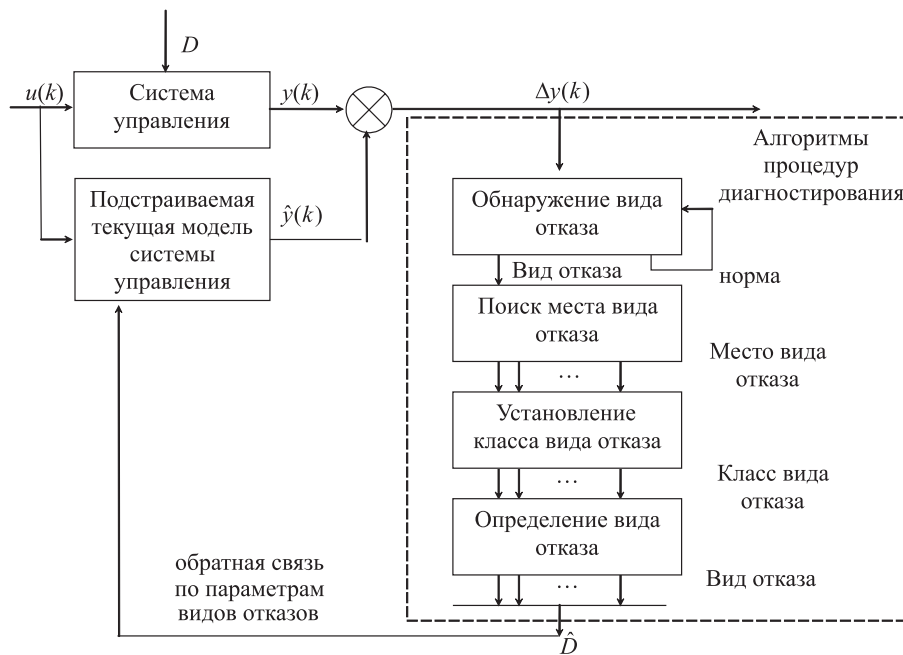 D
u(k)
Система
управления
y(k)
Δy(k)
Алгоритмы
процедур
диагностирования
Подстраиваемая
текущая модель
системы
управления
ŷ(k)
Обнаружение вида
отказа
Вид отказа
норма
Поиск места вида
отказа
Место вида
отказа
...
Установление
класса вида отказа
Класс вида
отказа
...
Определение вида
отказа
Вид отказа
...
обратная связь
по параметрам
видов отказов
D̂